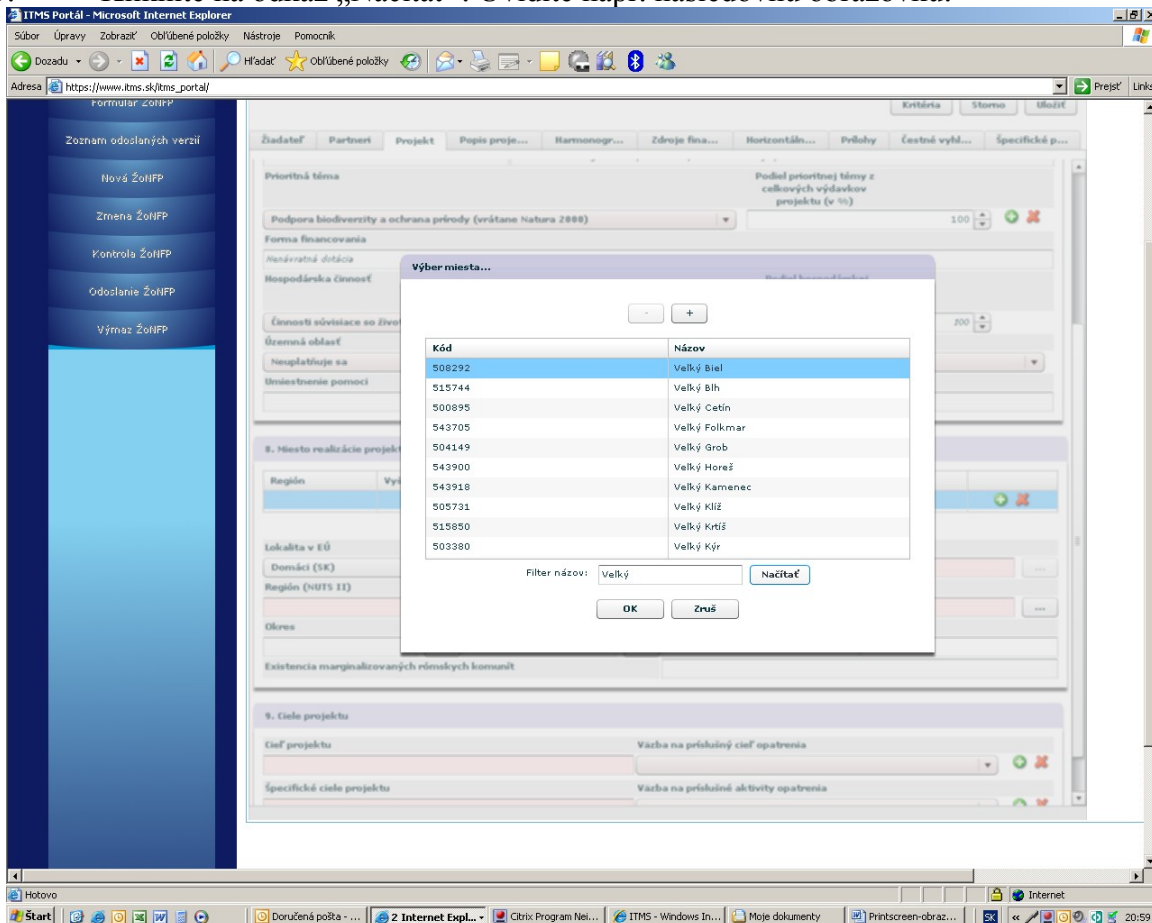 Kliknite na odkaz „Načítať“. Uvidíte napr. nasledovnú obrazovku:
ITMS Portál - Microsoft Internet Explorer
Súbor Úpravy Zobraziť Obľúbené položky Nástroje Pomocník
Dozadu Hľadať Obľúbené položky
Adresa https://www.itms.sk/itms_portal/ Prejsť Links
Formulár ŽoNFP
Kritéria Storno Uložiť
Zoznam odoslaných verzií
Žiadateľ Partneri Projekt Popis proje... Harmonogr... Zdroje fina... Horizontáln... Prílohy Čestné vyhl... Špecifické p...
Nová ŽoNFP
Prioritná téma Podiel prioritnej témy z
celkových výdavkov
projektu (v %)
Zmena ŽoNFP
Podpora biodiverzity a ochrana prírody (vrátane Natura 2000) 100
Forma financovania
Kontrola ŽoNFP
Nenávratná dotácia
Výber miesta...
Hospodárska činnosť
Odoslanie ŽoNFP
- +
Výmaz ŽoNFP
Činnosti súvisiace so život
Územná oblasť
Kód Názov
Neuplatňuje sa
508292 Veľký Biel
Umiestnenie pomoci
515744 Veľký Blh
500895 Veľký Cetín
543705 Veľký Folkmar
8. Miesto realizácie projekt
504149 Veľký Grob
543900 Veľký Horeš
Región
543918 Veľký Kamenec
505731 Veľký Klíž
515850 Veľký Krtíš
503380 Veľký Kýr
Lokalita v EÚ
Domáci (SK)
Filter názov: Veľký Načítať
Región (NUTS II)
OK Zruš
Okres
Existencia marginalizovaných rómskych komunít
9. Ciele projektu
Cieľ projektu Väzba na príslušný cieľ opatrenia
Špecifické ciele projektu Väzba na príslušné aktivity opatrenia
Hotovo Internet
Štart Doručená pošta - ... 2 Internet Expl... Citrix Program Nei... ITMS - Windows In... Moje dokumenty Printscreen-obraz... SK « 20:59